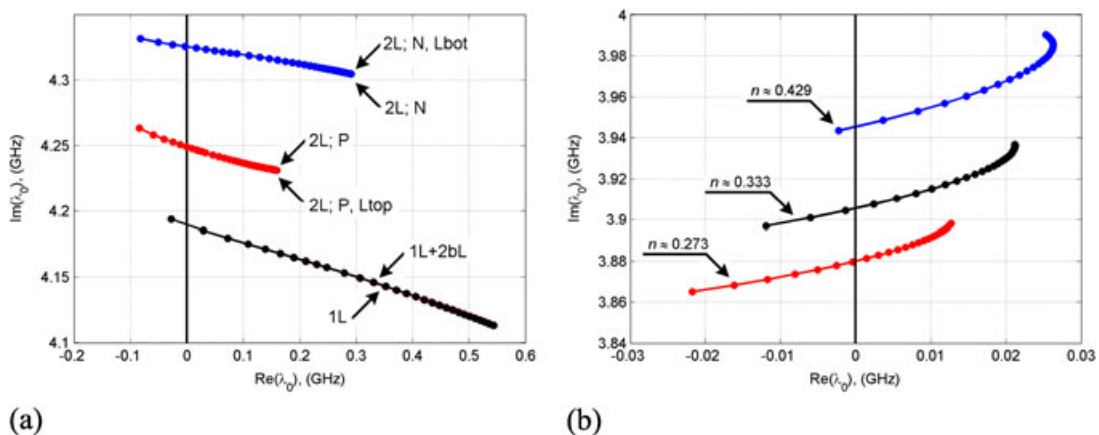 4.3
4.25
4.2
4.15
4.1
-0.2
-0.1
0
0.1
0.2
0.3
0.4
0.5
0.6
Im(λ0), (GHz)
Re(λ0), (GHz)
2L; N, Lbot
2L; N
2L; P
2L; P, Ltop
1L+2bL
1L
(a)
4
3.98
3.96
3.94
3.92
3.9
3.88
3.86
3.84
-0.03
-0.02
-0.01
0
0.01
0.02
0.03
Im(λ0), (GHz)
Re(λ0), (GHz)
n ≈ 0.429
n ≈ 0.333
n ≈ 0.273
(b)